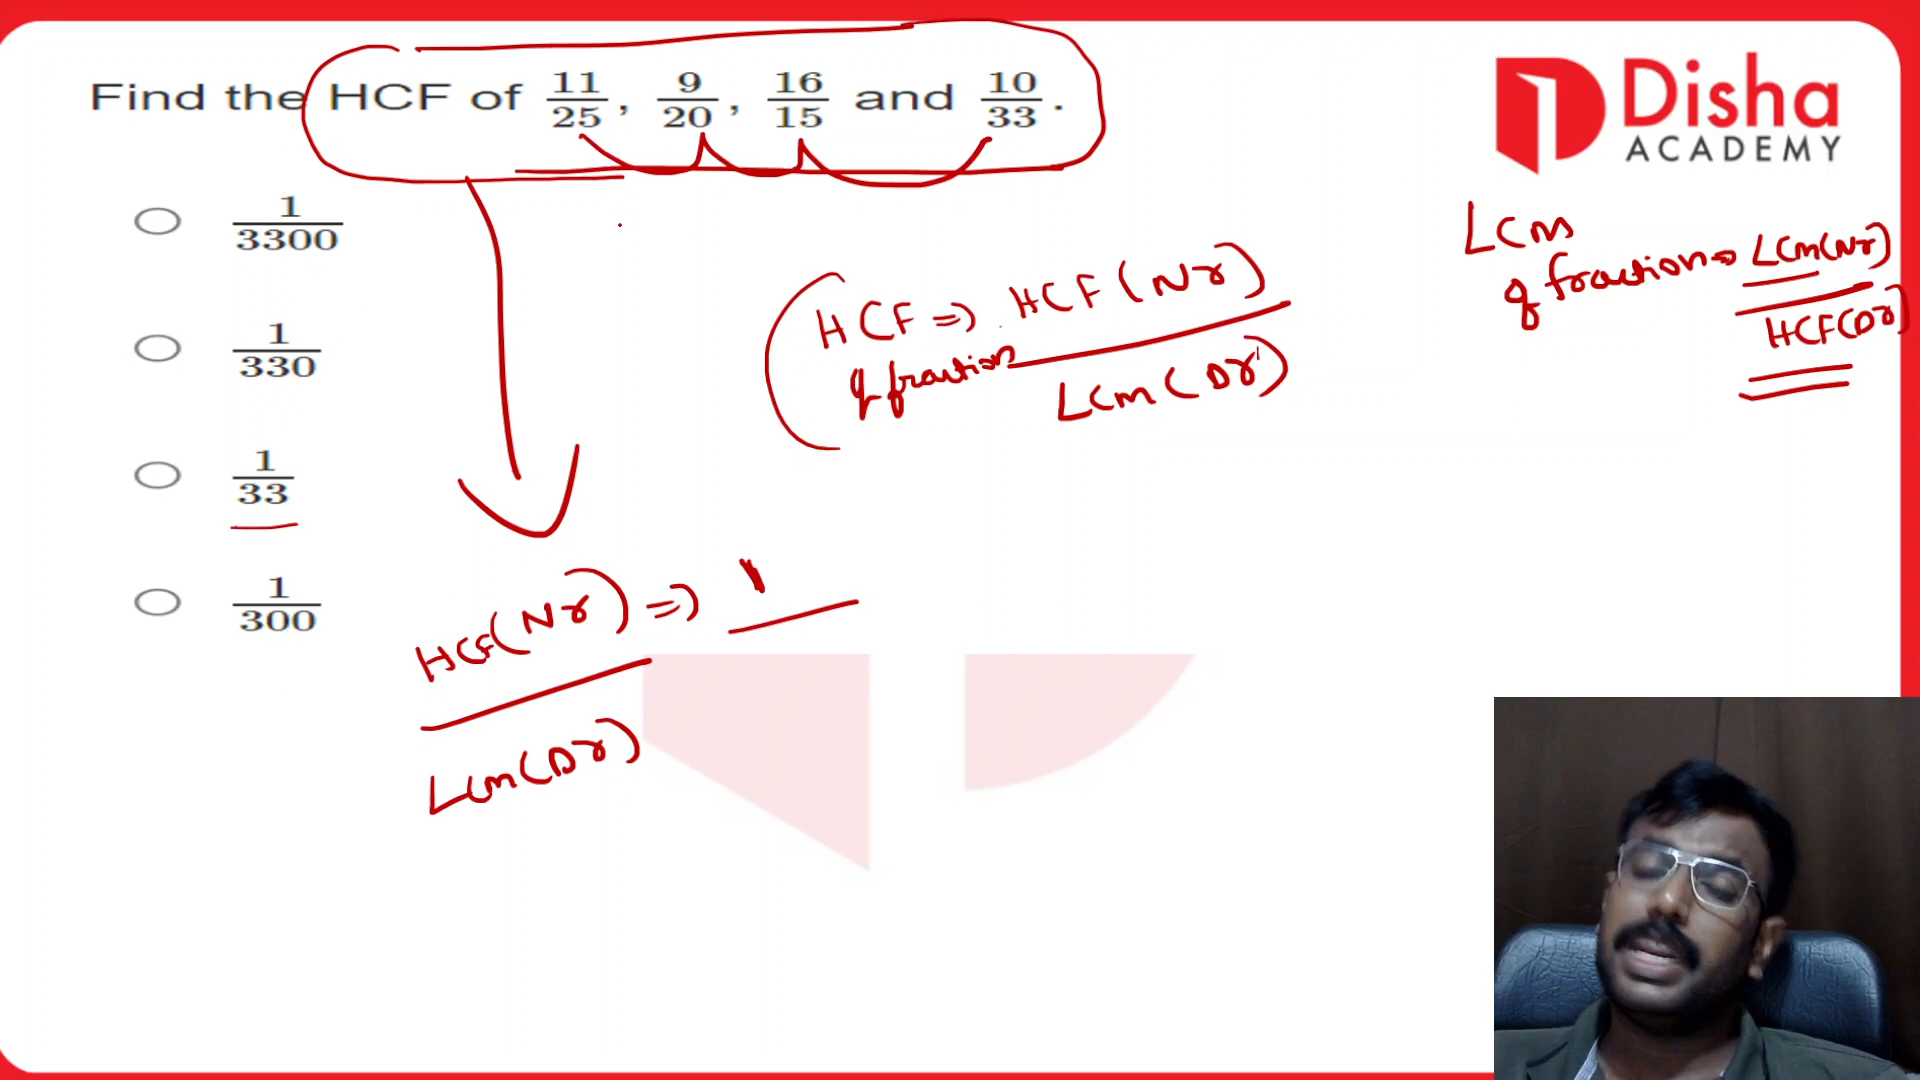 Find the HCF of 11/25, 9/20, 16/15 and 10/33.
Disha
ACADEMY
1/3300
1/330
1/33
1/300
LCM
of fraction => LCM(Nr)/HCF(Dr)
HCF => HCF(Nr)/LCM(Dr)
of fraction
HCF(Nr)/LCM(Dr) => 1